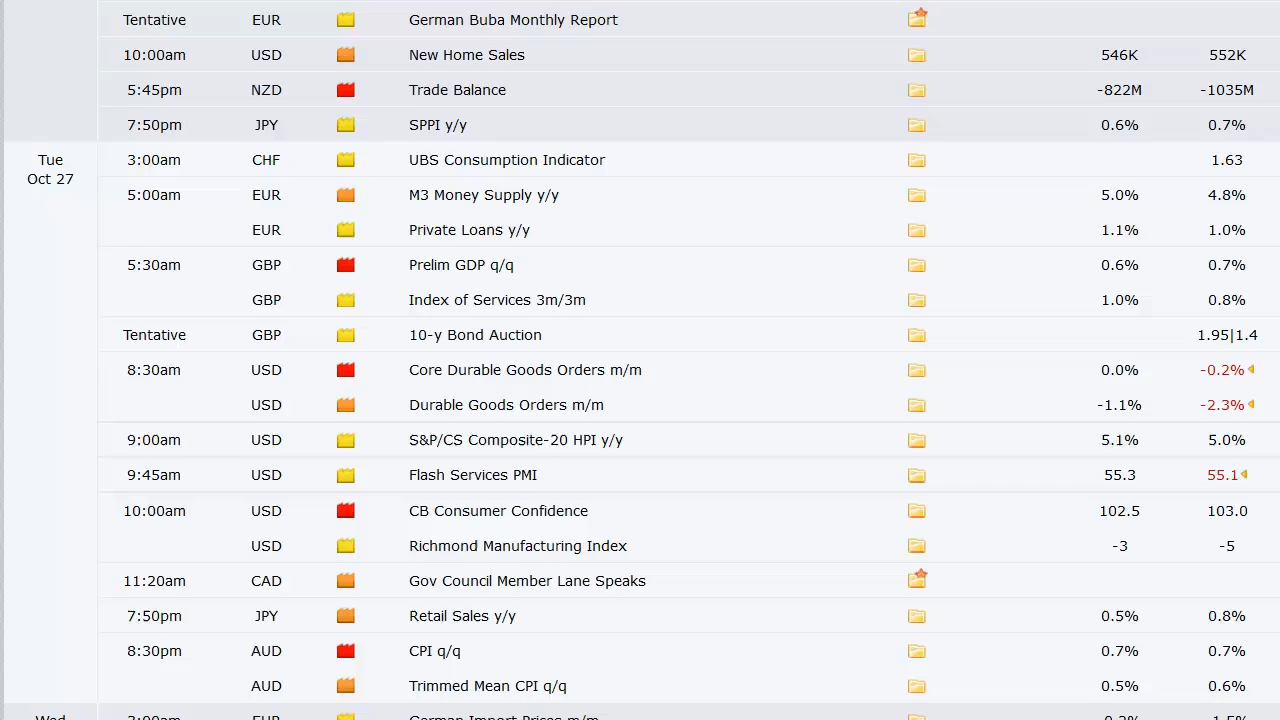 Tentative EUR German Buba Monthly Report
10:00am USD New Home Sales 546K 552K
5:45pm NZD Trade Balance -822M -1035M
7:50pm JPY SPPI y/y 0.6% 0.7%
Tue 3:00am CHF UBS Consumption Indicator 1.63
Oct 27
5:00am EUR M3 Money Supply y/y 5.0% 4.8%
EUR Private Loans y/y 1.1% 1.0%
5:30am GBP Prelim GDP q/q 0.6% 0.7%
GBP Index of Services 3m/3m 1.0% 0.8%
Tentative GBP 10-y Bond Auction 1.95|1.4
8:30am USD Core Durable Goods Orders m/m 0.0% -0.2%
USD Durable Goods Orders m/m -1.1% -2.3%
9:00am USD S&P/CS Composite-20 HPI y/y 5.1% 5.0%
9:45am USD Flash Services PMI 55.3 55.1
10:00am USD CB Consumer Confidence 102.5 103.0
USD Richmond Manufacturing Index -3 -5
11:20am CAD Gov Council Member Lane Speaks
7:50pm JPY Retail Sales y/y 0.5% 0.8%
8:30pm AUD CPI q/q 0.7% 0.7%
AUD Trimmed Mean CPI q/q 0.5% 0.6%
Wed 3:00am EUR German Import Prices m/m